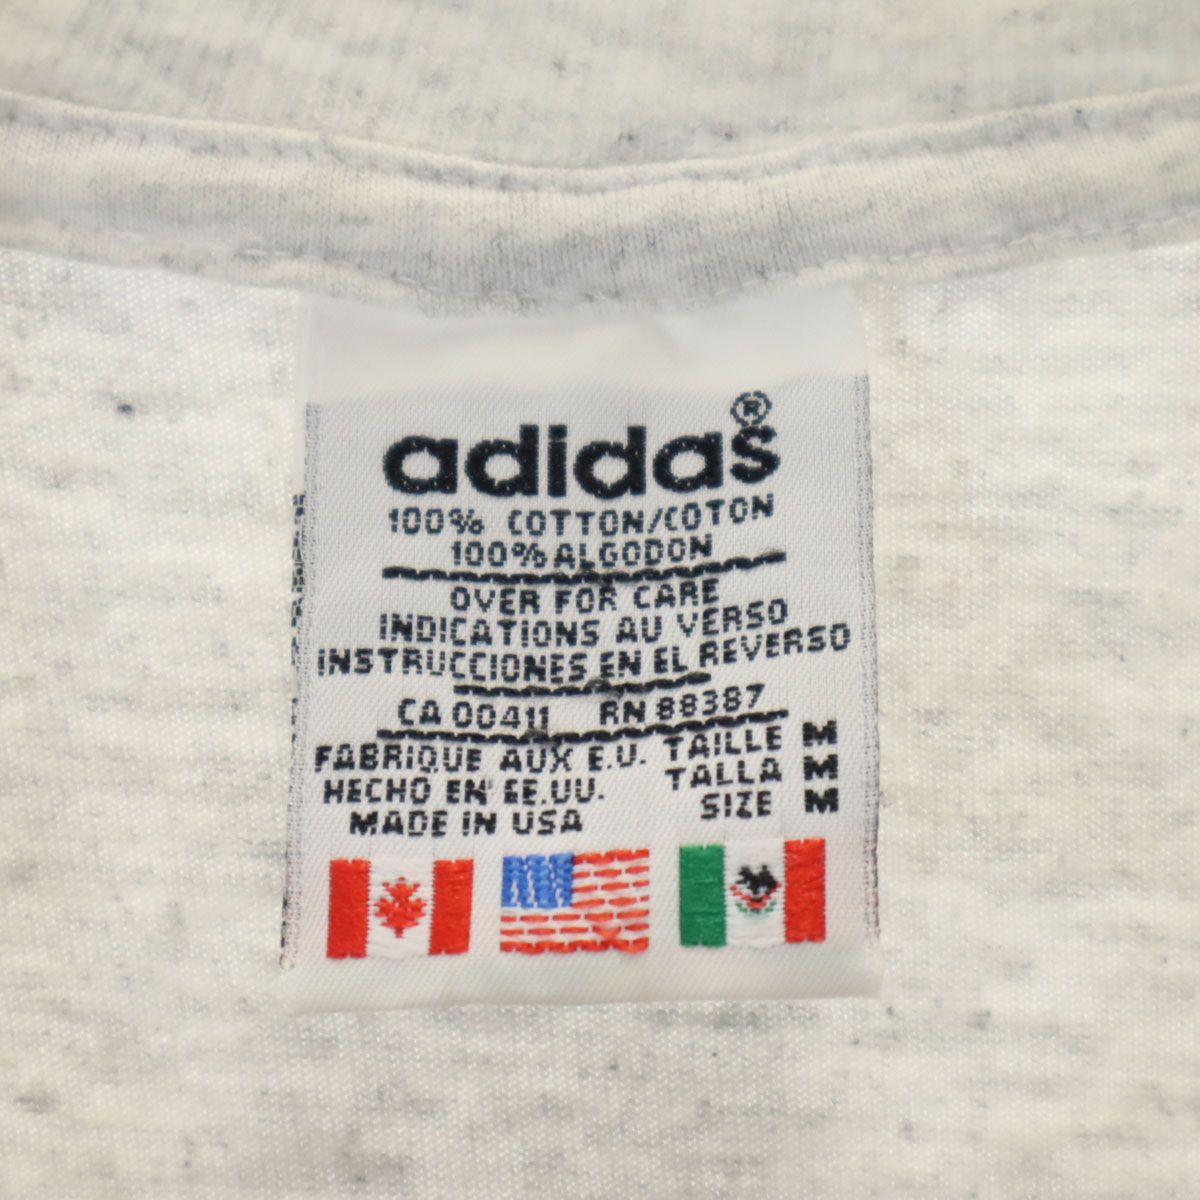 adidas®
100% COTTON/COTON
100% ALGODON
OVER FOR CARE
INDICATIONS AU VERSO
INSTRUCCIONES EN EL REVERSO
CA 00411 RN 88387
FABRIQUE AUX E.U. TAILLE M
HECHO EN EE.UU. TALLA M
MADE IN USA SIZE M